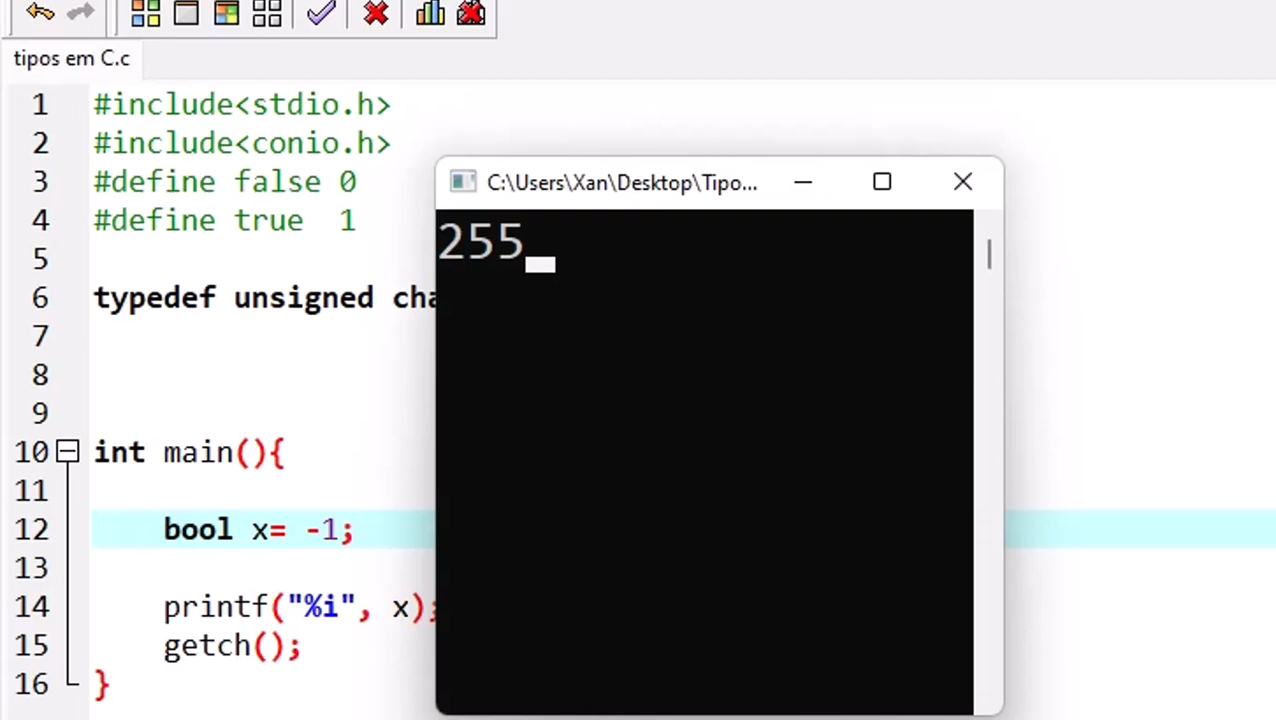 tipos em C.c
1 #include<stdio.h>
2 #include<conio.h>
3 #define false 0
4 #define true  1
5
6 typedef unsigned cha
7
8
9
10 int main(){
11
12     bool x= -1;
13
14     printf("%i", x);
15     getch();
16 }
C:\Users\Xan\Desktop\Tipo...
255